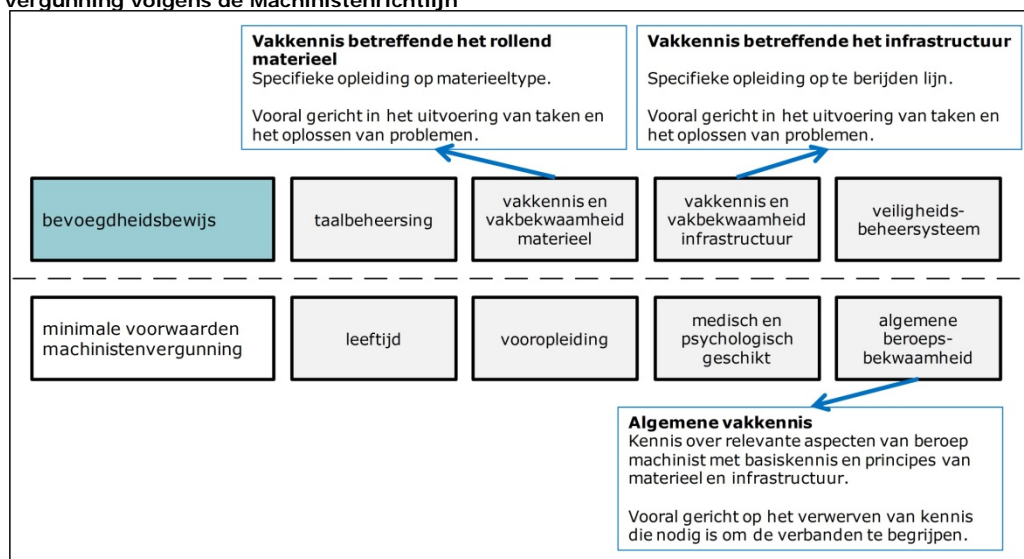 vergunning volgens de Machinistenrichtlijn
Vakkennis betreffende het rollend
materieel
Specifieke opleiding op materieeltype.
Vooral gericht in het uitvoering van taken en
het oplossen van problemen.
Vakkennis betreffende het infrastructuur
Specifieke opleiding op te berijden lijn.
Vooral gericht in het uitvoering van taken en
het oplossen van problemen.
bevoegdheidsbewijs
taalbeheersing
vakkennis en
vakbekwaamheid
materieel
vakkennis en
vakbekwaamheid
infrastructuur
veiligheids-
beheersysteem
minimale voorwaarden
machinistenvergunning
leeftijd
vooropleiding
medisch en
psychologisch
geschikt
algemene
beroeps-
bekwaamheid
Algemene vakkennis
Kennis over relevante aspecten van beroep
machinist met basiskennis en principes van
materieel en infrastructuur.
Vooral gericht op het verwerven van kennis
die nodig is om de verbanden te begrijpen.